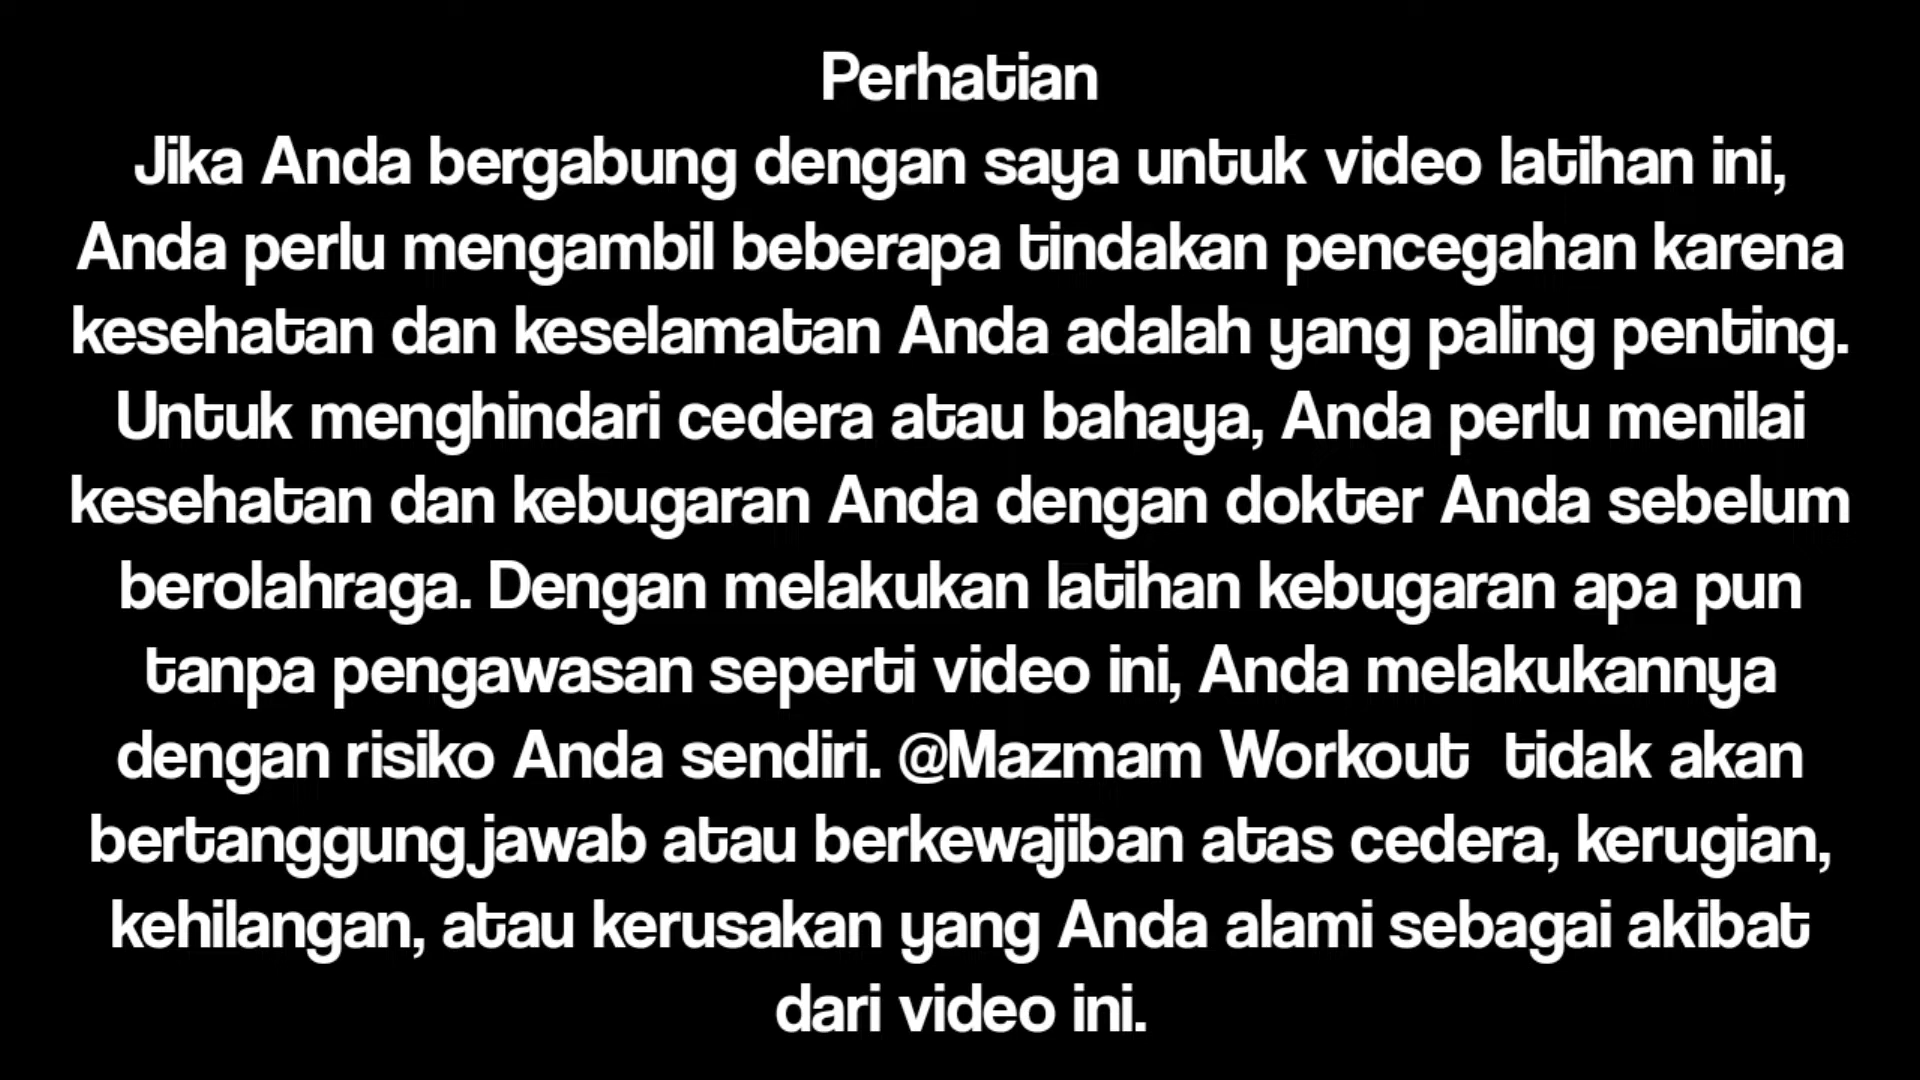 Perhatian
Jika Anda bergabung dengan saya untuk video latihan ini,
Anda perlu mengambil beberapa tindakan pencegahan karena
kesehatan dan keselamatan Anda adalah yang paling penting.
Untuk menghindari cedera atau bahaya, Anda perlu menilai
kesehatan dan kebugaran Anda dengan dokter Anda sebelum
berolahraga. Dengan melakukan latihan kebugaran apa pun
tanpa pengawasan seperti video ini, Anda melakukannya
dengan risiko Anda sendiri. @Mazmam Workout  tidak akan
bertanggung jawab atau berkewajiban atas cedera, kerugian,
kehilangan, atau kerusakan yang Anda alami sebagai akibat
dari video ini.